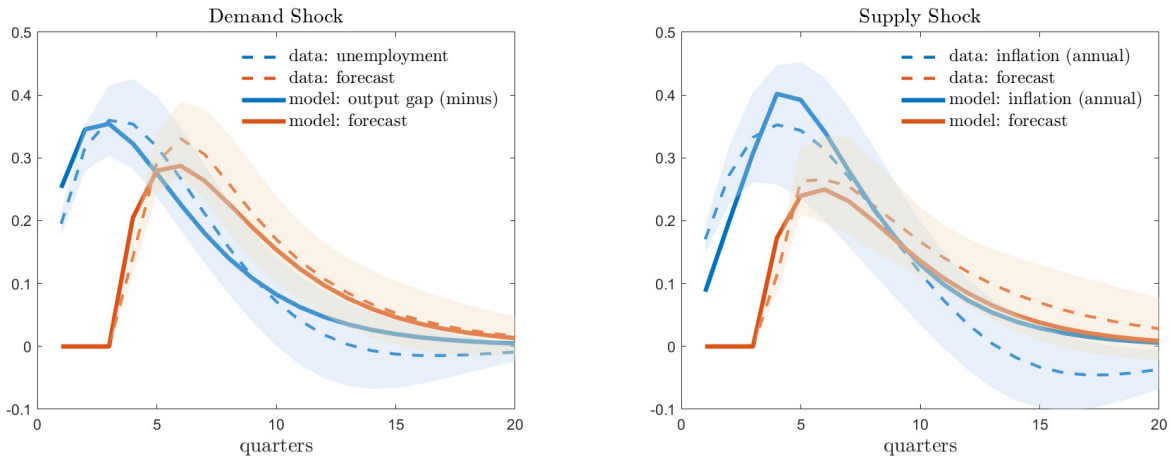 Demand Shock
0.5
0.4
0.3
0.2
0.1
0
-0.1
0
5
10
15
20
quarters
data: unemployment
data: forecast
model: output gap (minus)
model: forecast
Supply Shock
0.5
0.4
0.3
0.2
0.1
0
-0.1
0
5
10
15
20
quarters
data: inflation (annual)
data: forecast
model: inflation (annual)
model: forecast